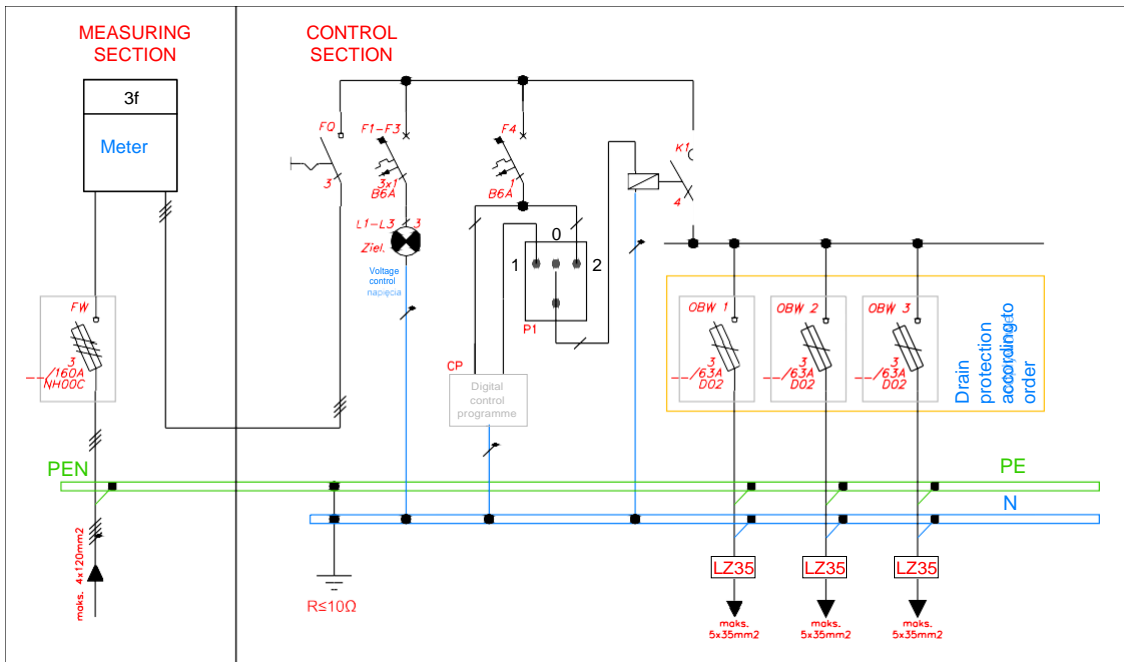 MEASURING
SECTION
CONTROL
SECTION
3f
Meter
FQ
3
F1-F3
3x1
B6A
F4
1
B6A
K1
4
L1-L3
3
Ziel.
Voltage
control
napięcia
0
1
2
P1
CP
Digital
control
programme
FW
3
--/160A
NH00C
OBW 1
3
--/63A
D02
OBW 2
3
--/63A
D02
OBW 3
3
--/63A
D02
Drain
protection
according to
order
PEN
PE
N
maks. 4x120mm2
R≤10Ω
LZ35
LZ35
LZ35
maks.
5x35mm2
maks.
5x35mm2
maks.
5x35mm2